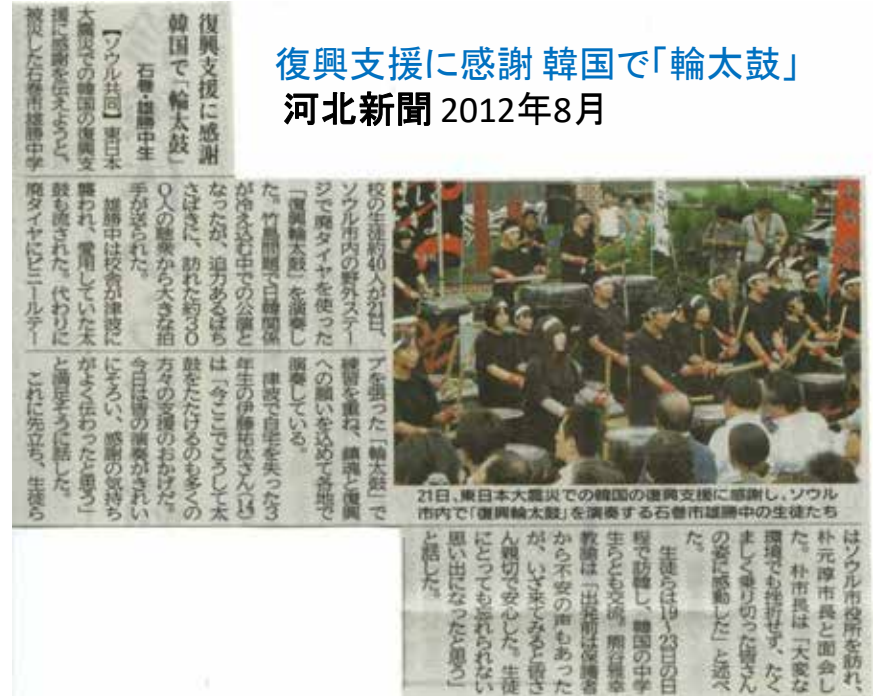 復興支援に感謝 韓国で「輪太鼓」
河北新聞 2012年8月
復興支援に感謝
韓国で「輪太鼓」
石巻・雄勝中生
【ソウル共同】東日本
大震災での韓国の復興支
援に感謝を伝えようと、
被災した石巻市雄勝中学
校の生徒約40人が21日、
ソウル市内の野外ステー
ジで廃タイヤを使った
「復興輪太鼓」を演奏し
た。竹島問題で日韓関係
が冷え込む中での公演と
なったが、迫力あるばち
さばきに、訪れた約30
0人の聴衆から大きな拍
手が送られた。
雄勝中は校舎が津波に
襲われ、愛用していた太
鼓も流された。代わりに
廃タイヤにビニールテー
プを張った「輪太鼓」で
練習を重ね、鎮魂と復興
への願いを込めて各地で
演奏している。
津波で自宅を失った3
年生の伊藤祐汰さん(14)
は「今ここでこうして太
鼓をたたけるのも多くの
方々の支援のおかげだ。
今日は皆の演奏がきれい
にそろい、感謝の気持ち
がよく伝わったと思う」
と満足そうに話した。
これに先立ち、生徒ら
はソウル市役所を訪れ、
朴元淳市長と面会し
た。朴市長は「大変な
環境でも挫折せず、たく
ましく乗り切った皆さん
の姿に感動した」と述べ
た。
生徒らは19～23日の日
程で訪韓し、韓国の中学
生らとも交流。熊谷雅幸
教諭は「出発前は保護者
から不安の声もあった
が、いざ来てみると皆さ
ん親切で安心した。生徒
にとっても忘れられない
思い出になったと思う」
と話した。
21日、東日本大震災での韓国の復興支援に感謝し、ソウル
市内で「復興輪太鼓」を演奏する石巻市雄勝中の生徒たち